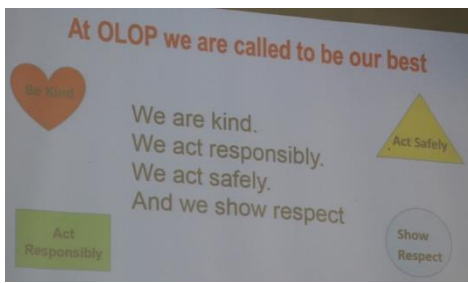 At OLOP we are called to be our best
Be Kind
We are kind.
We act responsibly.
We act safely.
And we show respect
Act Safely
Act
Responsibly
Show
Respect